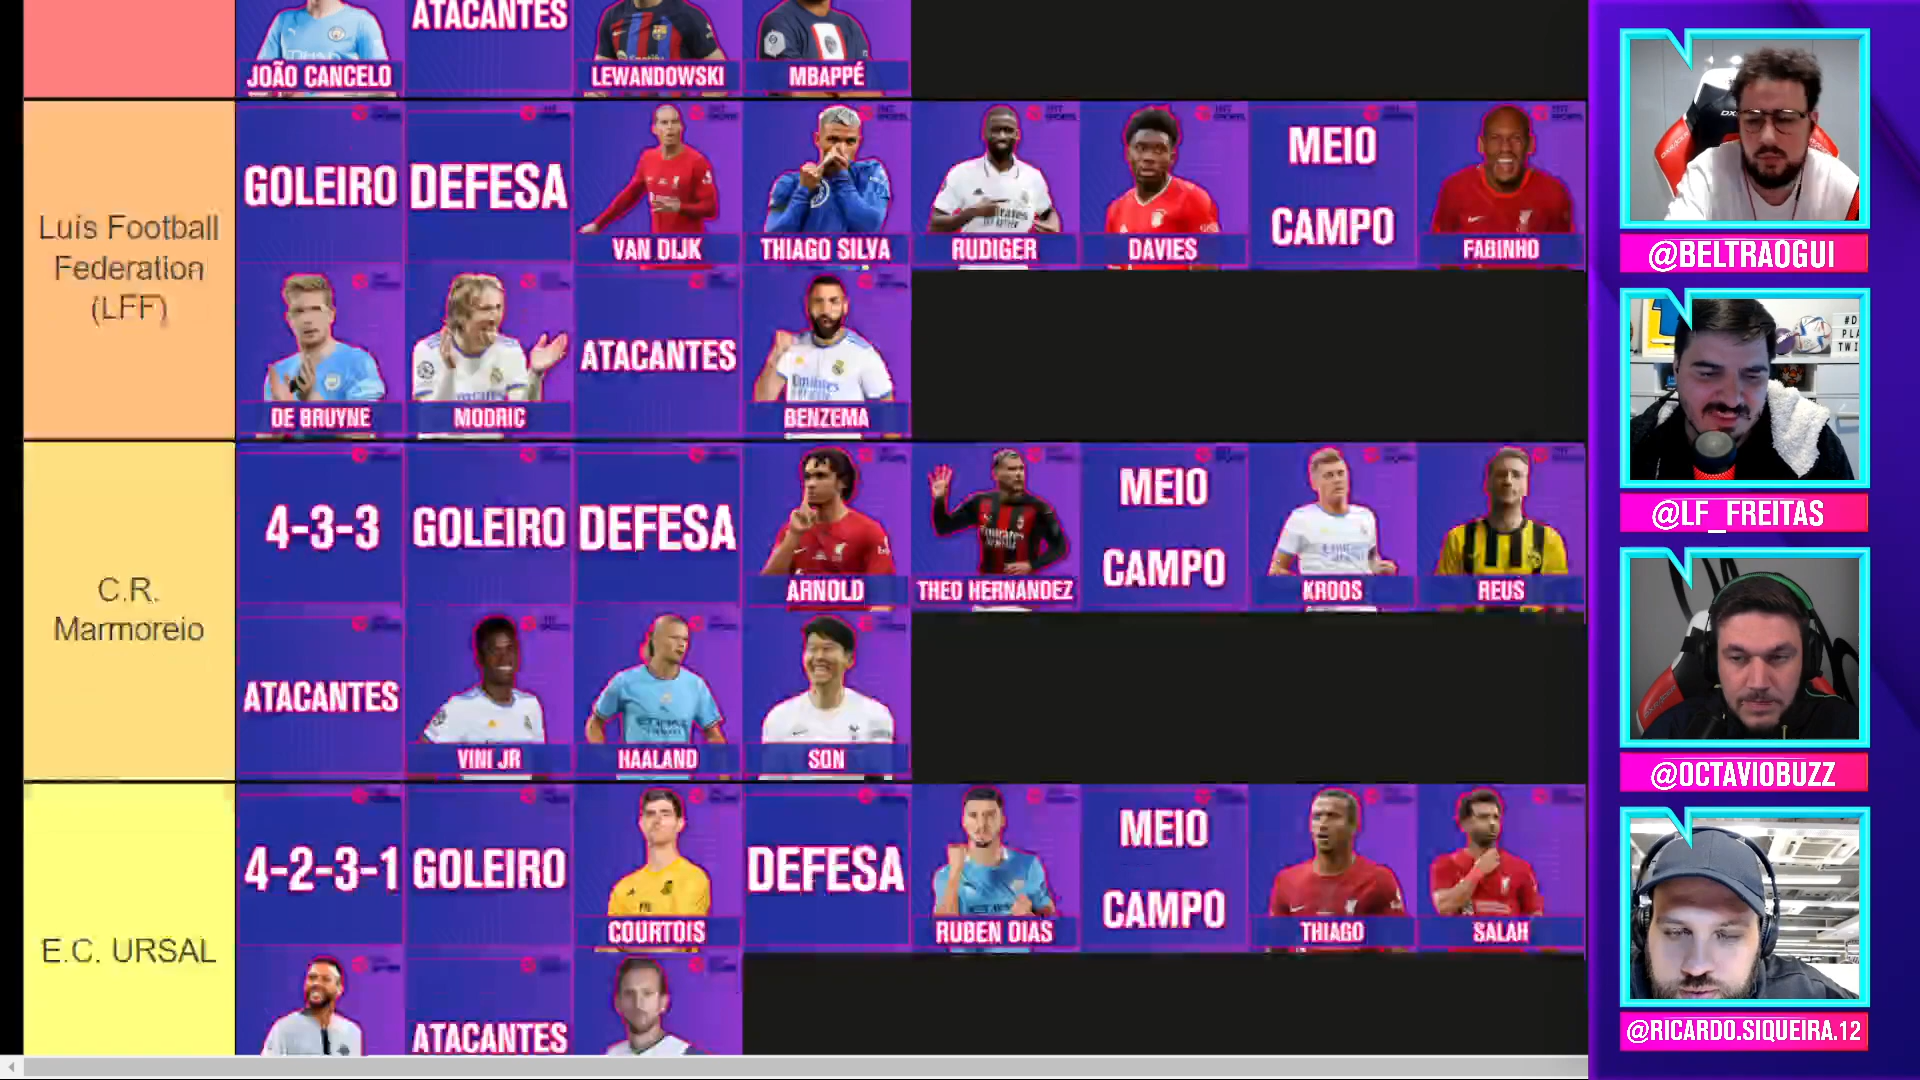 ATACANTES
JOÃO CANCELO
LEWANDOWSKI
MBAPPÉ
Luís Football
Federation
(LFF)
GOLEIRO
DEFESA
VAN DIJK
THIAGO SILVA
RUDIGER
DAVIES
MEIO
CAMPO
FABINHO
DE BRUYNE
MODRIC
ATACANTES
BENZEMA
C.R.
Marmoreio
4-3-3
GOLEIRO
DEFESA
ARNOLD
THEO HERNANDEZ
MEIO
CAMPO
KROOS
REUS
ATACANTES
VINI JR
HAALAND
SON
E.C. URSAL
4-2-3-1
GOLEIRO
COURTOIS
DEFESA
RUBEN DIAS
MEIO
CAMPO
THIAGO
SALAH
ATACANTES
@BELTRAOGUI
@LF_FREITAS
@OCTAVIOBUZZ
@RICARDO.SIQUEIRA.12